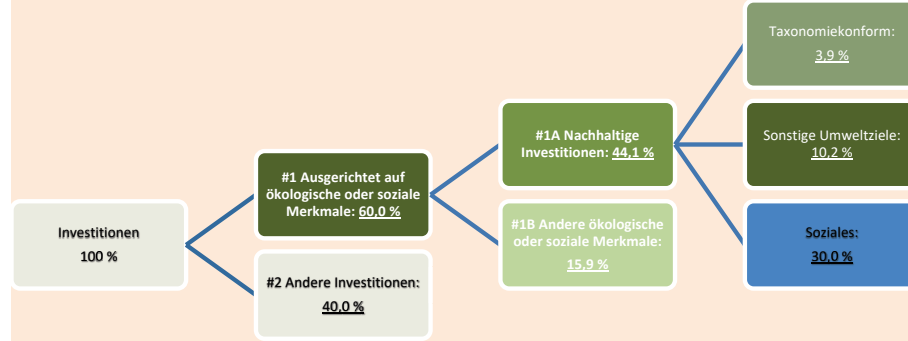 Investitionen
100 %
#1 Ausgerichtet auf
ökologische oder soziale
Merkmale: 60,0 %
#2 Andere Investitionen:
40,0 %
#1A Nachhaltige
Investitionen: 44,1 %
#1B Andere ökologische
oder soziale Merkmale:
15,9 %
Taxonomiekonform:
3,9 %
Sonstige Umweltziele:
10,2 %
Soziales:
30,0 %